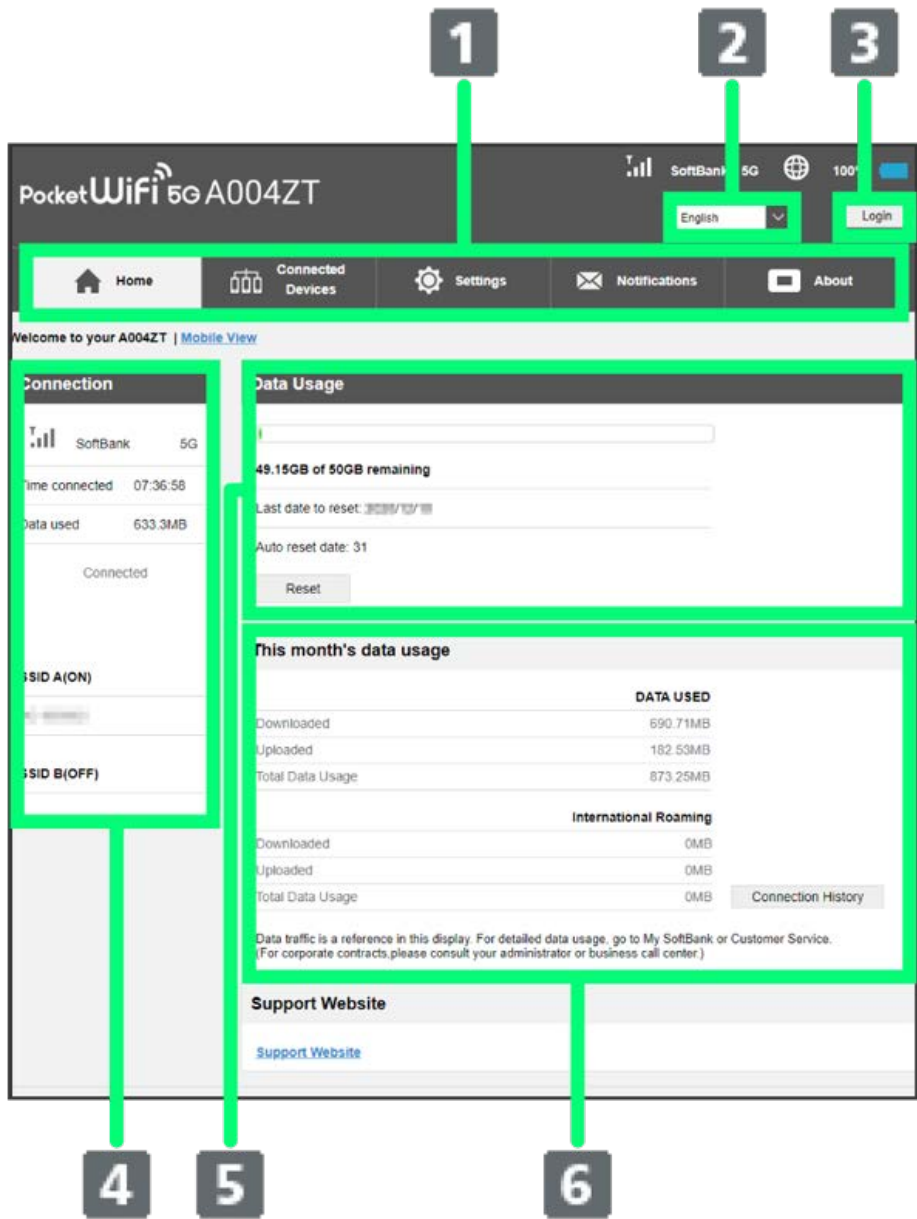 1 2 3
SoftBank 5G 100%
PocketWiFi 5G A004ZT
English Login
Home Connected Devices Settings Notifications About
Welcome to your A004ZT | Mobile View
Connection
SoftBank 5G
Time connected 07:36:58
Data used 633.3MB
Connected
SSID A(ON)
SSID B(OFF)
Data Usage
49.15GB of 50GB remaining
Last date to reset:
Auto reset date: 31
Reset
This month's data usage
DATA USED
Downloaded 690.71MB
Uploaded 182.53MB
Total Data Usage 873.25MB
International Roaming
Downloaded 0MB
Uploaded 0MB
Total Data Usage 0MB Connection History
Data traffic is a reference in this display. For detailed data usage, go to My SoftBank or Customer Service.
(For corporate contracts,please consult your administrator or business call center.)
Support Website
Support Website
4 5 6